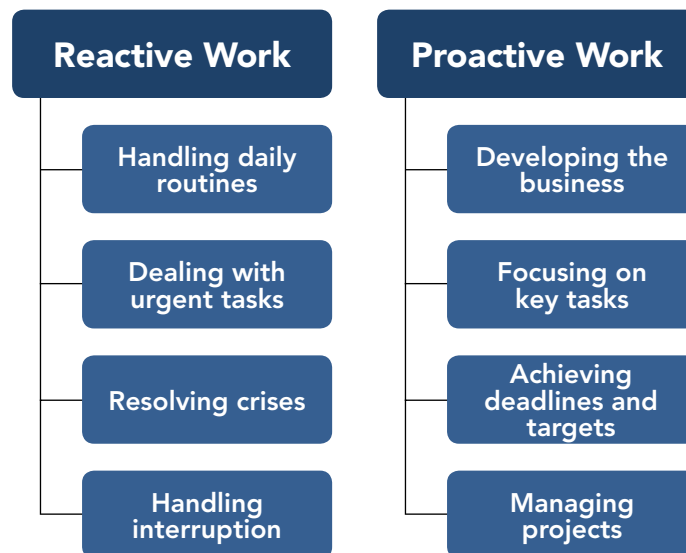 Reactive Work
Handling daily
routines
Dealing with
urgent tasks
Resolving crises
Handling
interruption
Proactive Work
Developing the
business
Focusing on
key tasks
Achieving
deadlines and
targets
Managing
projects